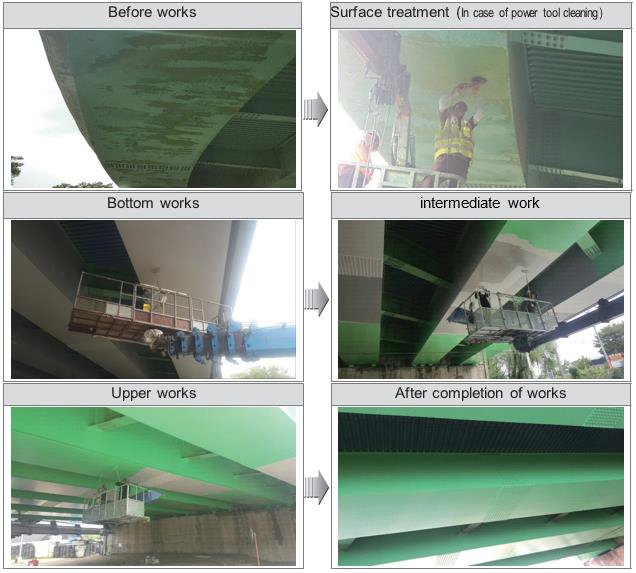 Before works
Surface treatment (In case of power tool cleaning)
Bottom works
intermediate work
Upper works
After completion of works